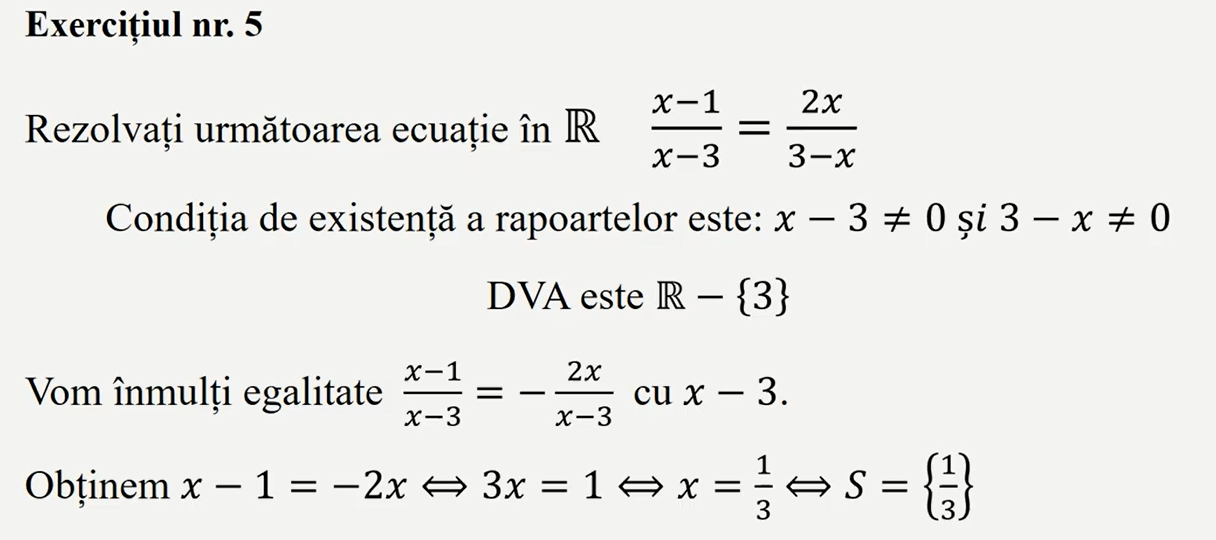 Exercițiul nr. 5
Rezolvați următoarea ecuație în ℝ $\frac{x-1}{x-3} = \frac{2x}{3-x}$
Condiția de existență a rapoartelor este: $x - 3 \neq 0$ și $3 - x \neq 0$
DVA este ℝ − {3}
Vom înmulți egalitate $\frac{x-1}{x-3} = -\frac{2x}{x-3}$ cu $x - 3$.
Obținem $x - 1 = -2x \Leftrightarrow 3x = 1 \Leftrightarrow x = \frac{1}{3} \Leftrightarrow S = \left\{\frac{1}{3}\right\}$